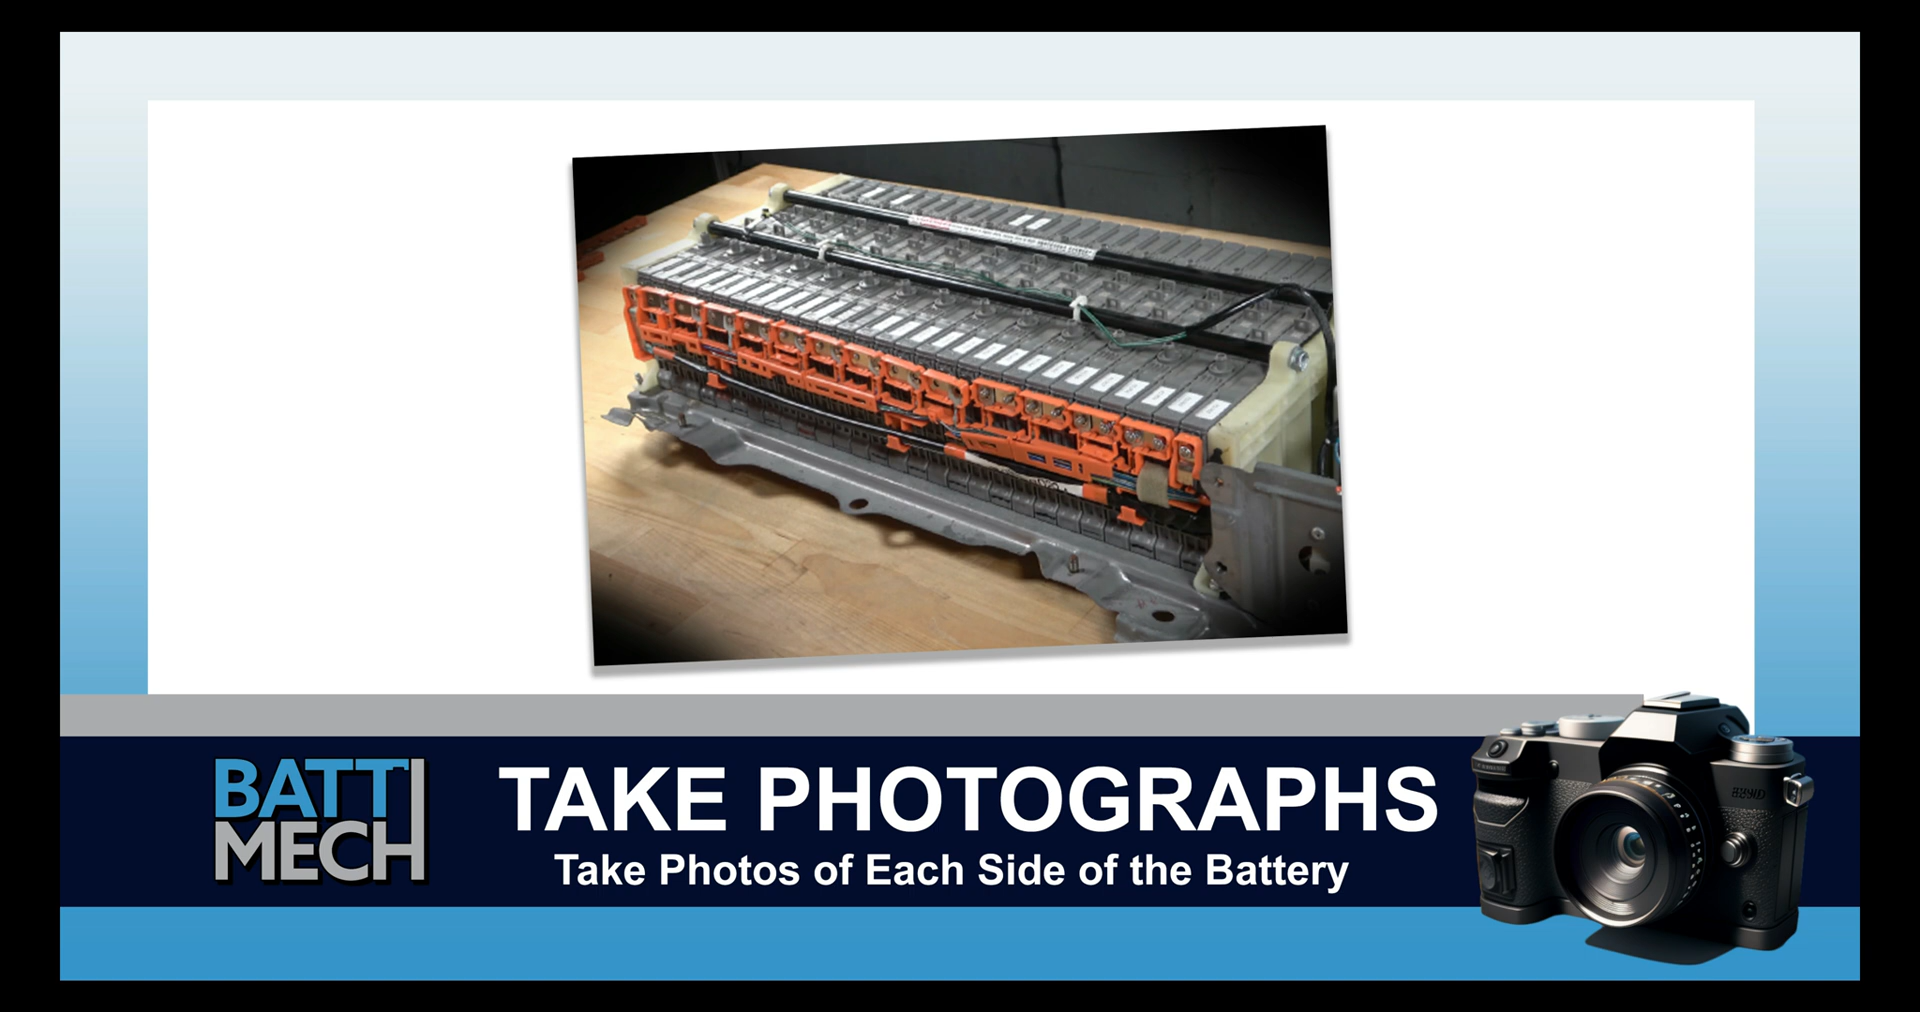 BATT
MECH
TAKE PHOTOGRAPHS
Take Photos of Each Side of the Battery